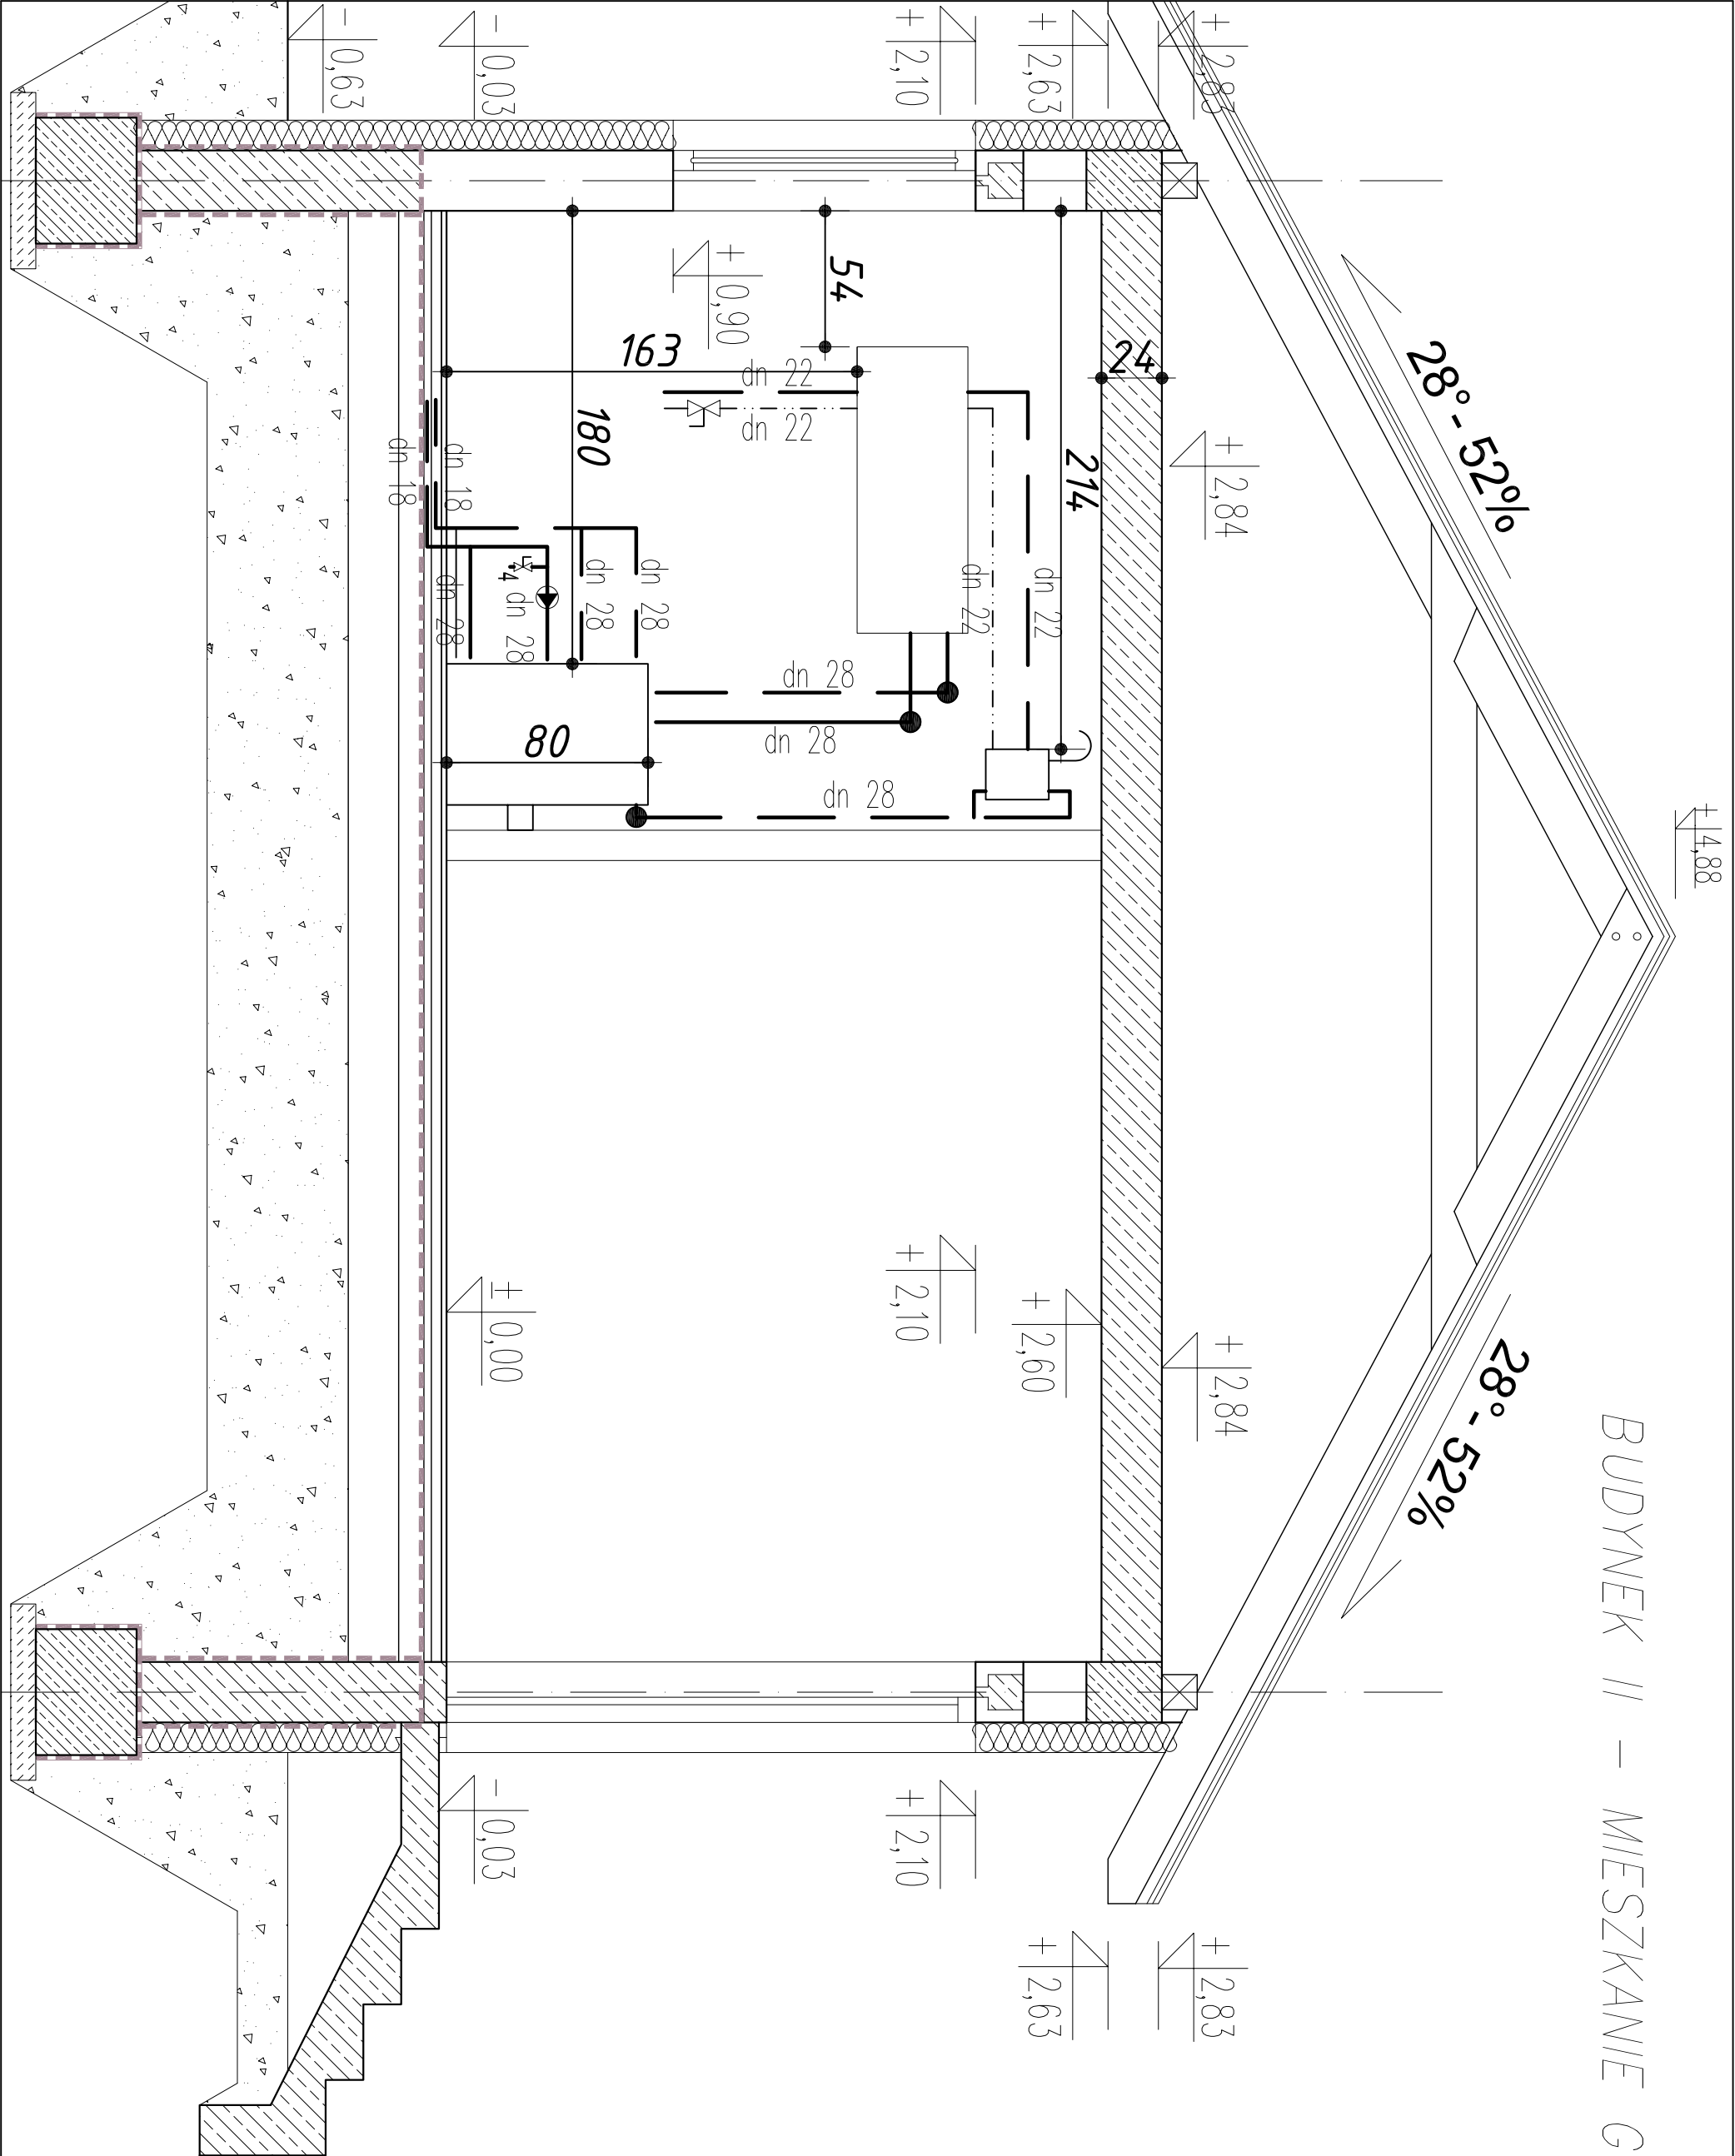 BUDYNEK II - MIESZKANIE G
+ 4,88
28° - 52%
28° - 52%
+ 2,83
+ 2,84
+ 2,84
+ 2,83
+ 2,63
+ 2,60
+ 2,63
24
214
+ 2,10
+ 2,10
+ 2,10
dn 22
dn 22
54
dn 28
dn 28
dn 28
dn 22
dn 22
+ 0,90
163
dn 28
dn 28
180
80
dn 28
4
dn 28
dn 18
dn 18
- 0,03
± 0,00
- 0,03
- 0,63